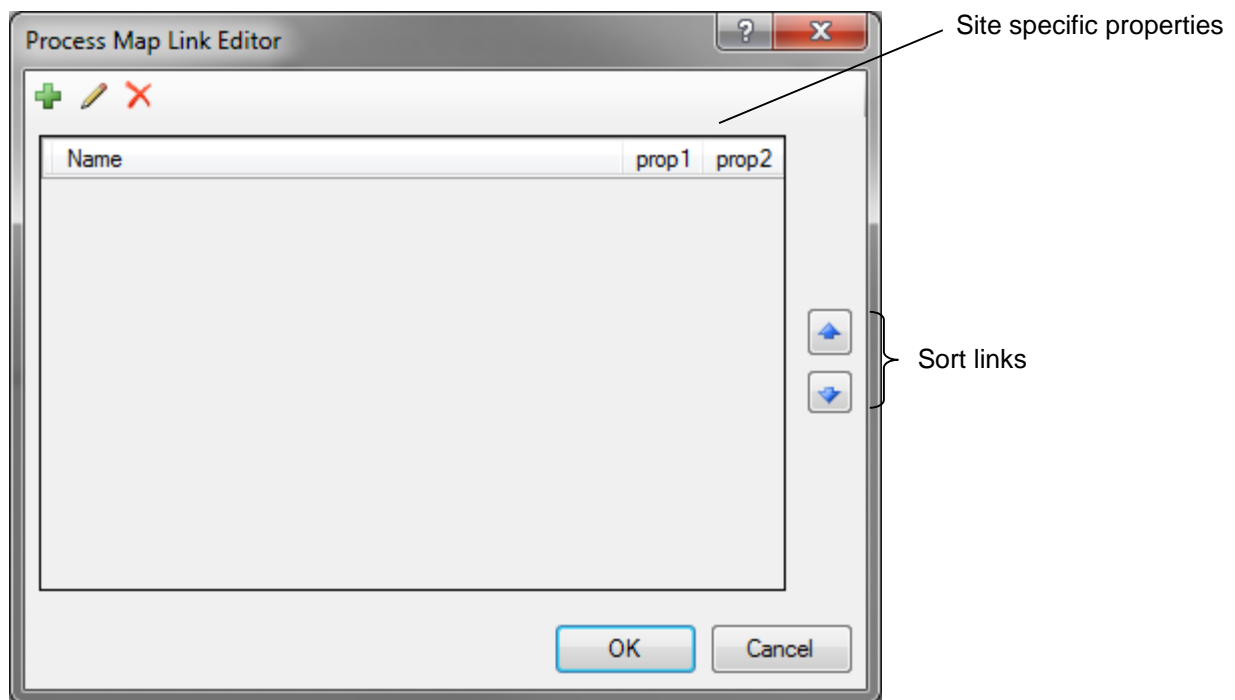 Process Map Link Editor
?
Site specific properties
Name prop1 prop2
Sort links
OK Cancel